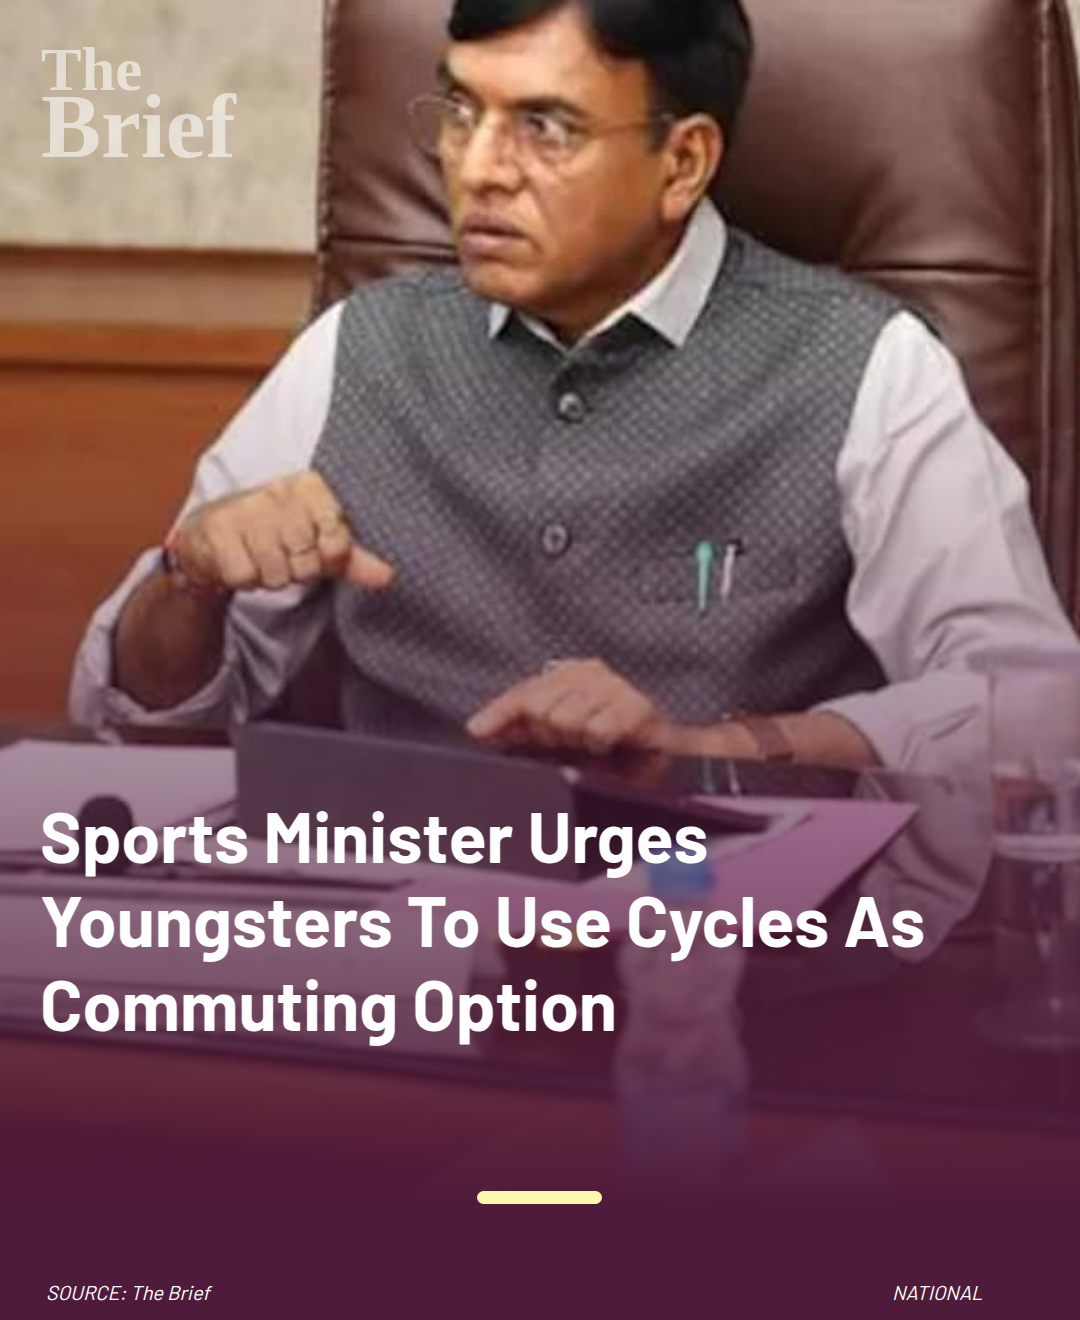 The
Brief
Sports Minister Urges
Youngsters To Use Cycles As
Commuting Option
SOURCE: The Brief
NATIONAL